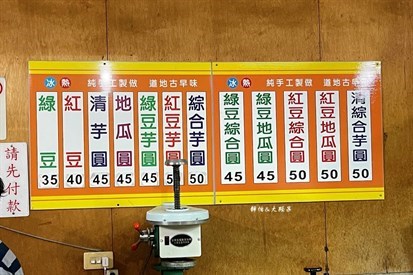 冰 熱 純手工製做 道地古早味
綠豆 35
紅豆 40
清芋圓 45
地瓜圓 45
綠豆芋圓 45
紅豆芋圓 50
綜合芋圓 50
冰 熱 純手工製做 道地古早味
綠豆綜合圓 45
綠豆地瓜圓 45
紅豆綜合圓 50
紅豆地瓜圓 50
清綜合芋圓 50
請先付款